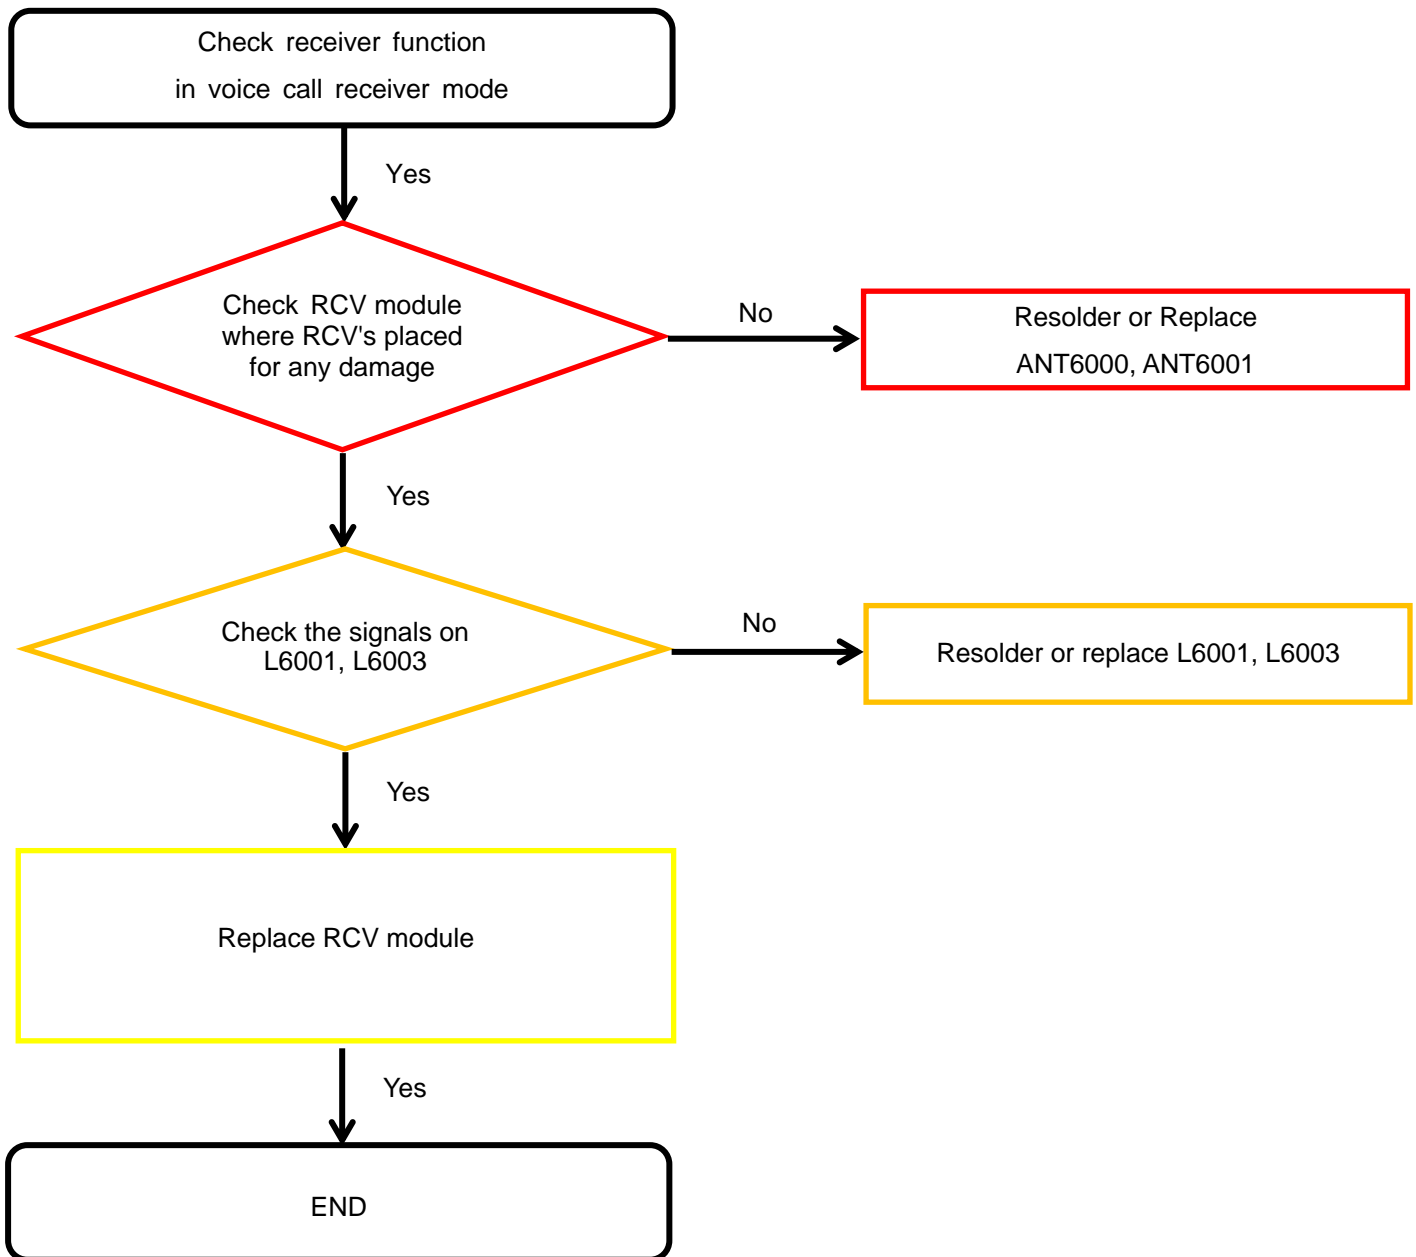 Check receiver function
in voice call receiver mode
Yes
Check RCV module
where RCV's placed
for any damage
No
Resolder or Replace
ANT6000, ANT6001
Yes
Check the signals on
L6001, L6003
No
Resolder or replace L6001, L6003
Yes
Replace RCV module
Yes
END